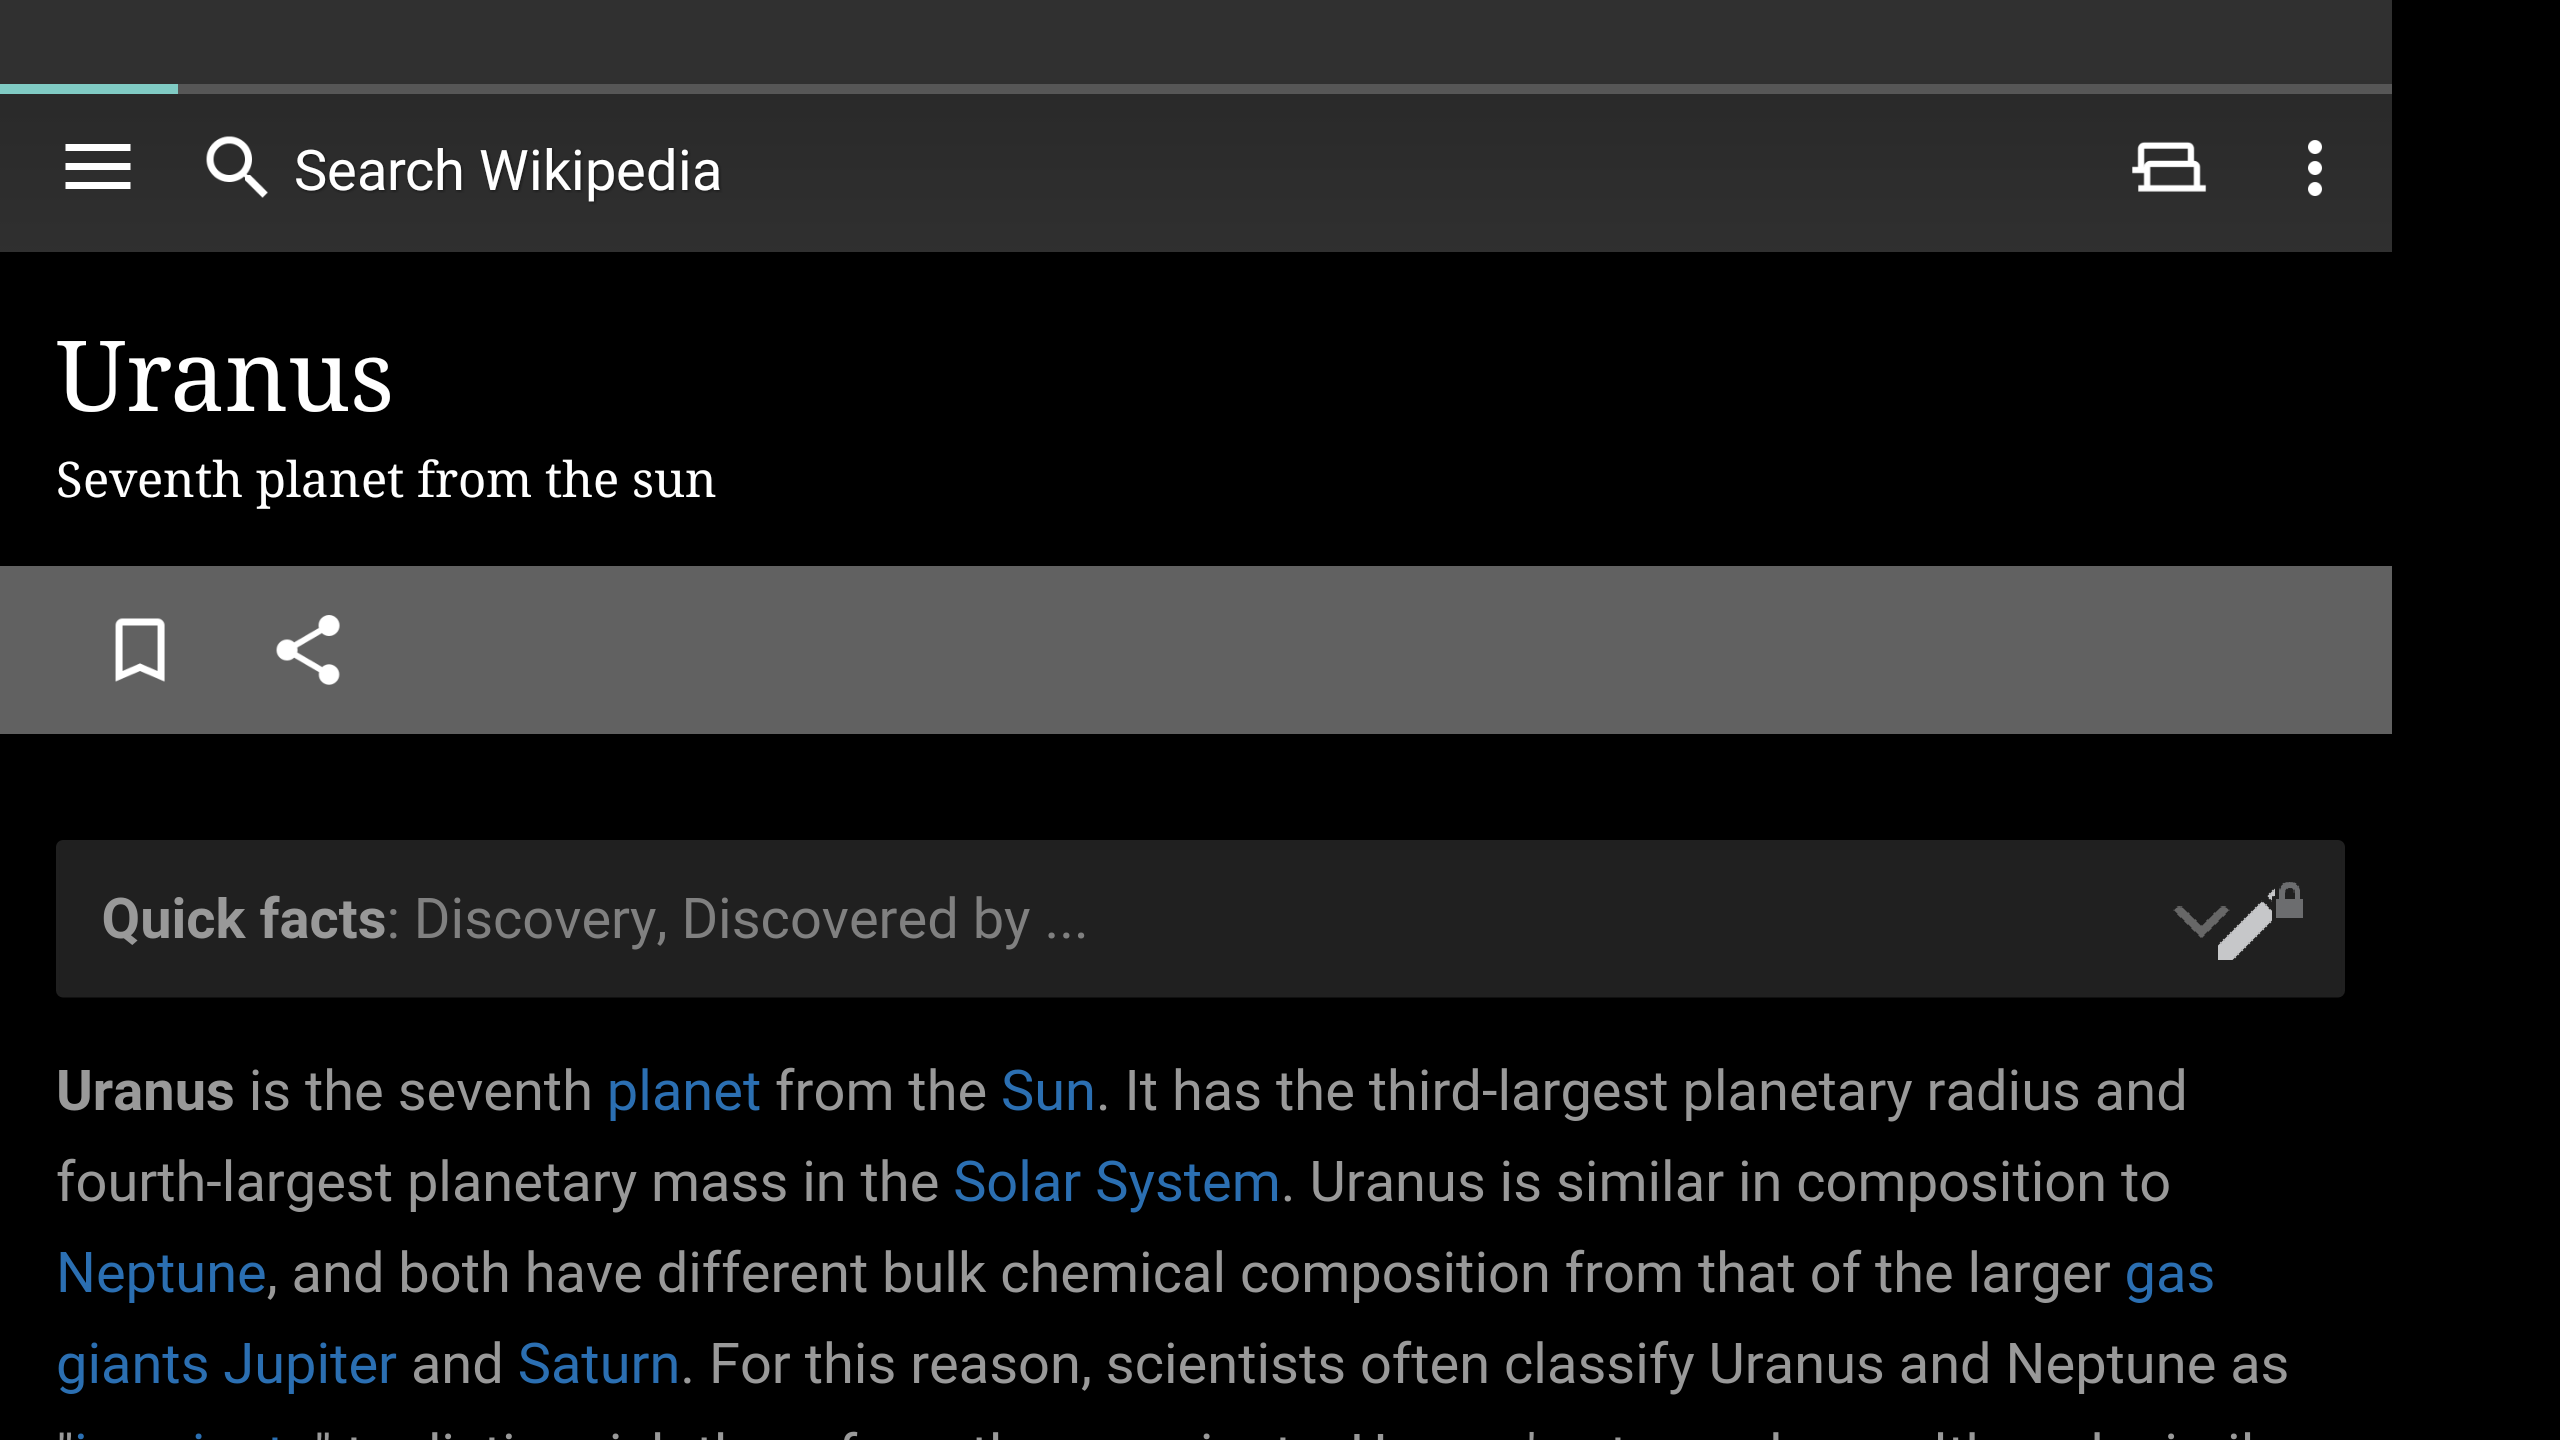 Search Wikipedia
Uranus
Seventh planet from the sun
Quick facts: Discovery, Discovered by ...
Uranus is the seventh planet from the Sun. It has the third-largest planetary radius and
fourth-largest planetary mass in the Solar System. Uranus is similar in composition to
Neptune, and both have different bulk chemical composition from that of the larger gas
giants Jupiter and Saturn. For this reason, scientists often classify Uranus and Neptune as